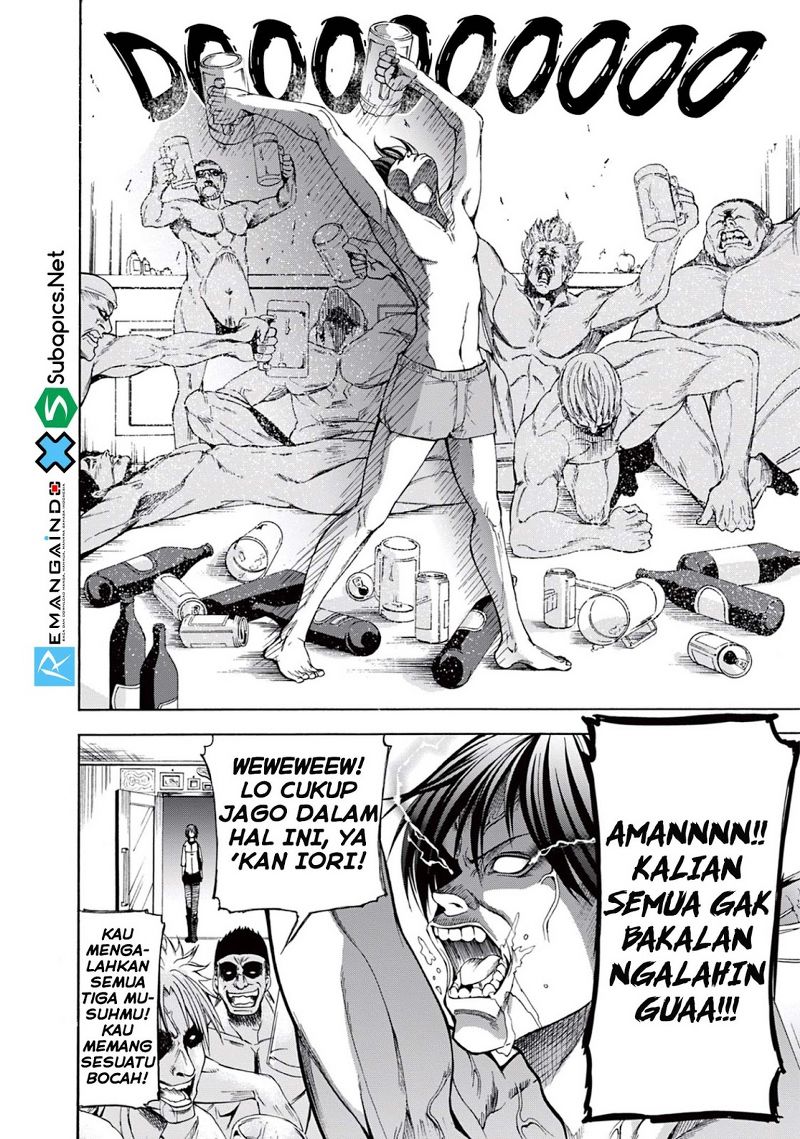 DOOOOOOOOO
REMANGAINDO
Subapics.Net
AMANNNN!!
KALIAN
SEMUA GAK
BAKALAN
NGALAHIN
GUAA!!!
WEWEWEEW!
LO CUKUP
JAGO DALAM
HAL INI, YA
'KAN IORI!
KAU
MENGA-
LAHKAN
SEMUA
TIGA MU-
SUHMU!
KAU
MEMANG
SESUATU
BOCAH!